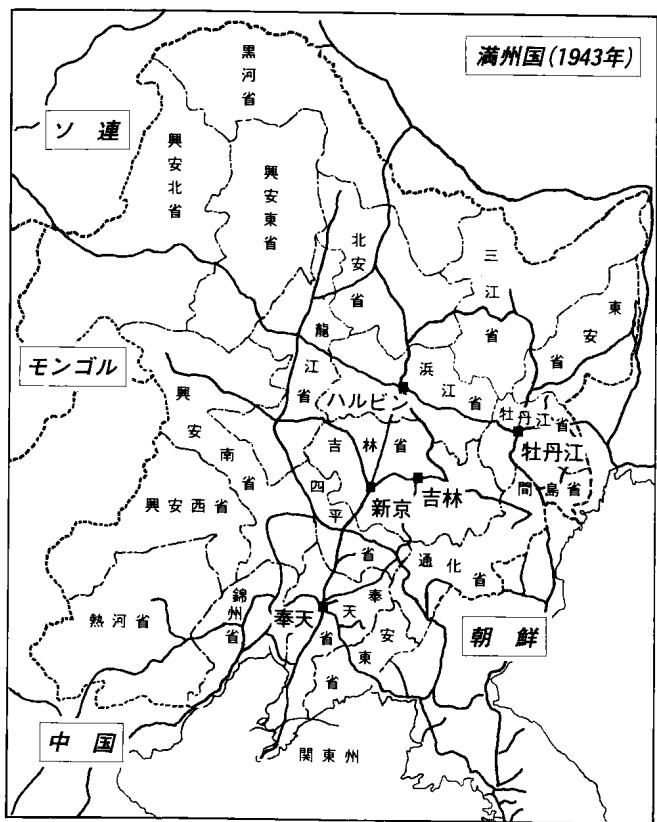 満州国(1943年)
黒河省
ソ連
興安北省
興安東省
北安省
三江省
東安省
龍江省
モンゴル
ハルビン
浜江省
牡丹江省
牡丹江
興安南省
吉林省
四平省
新京
吉林
間島省
興安西省
通化省
熱河省
錦州省
奉天
奉天省
安東省
朝鮮
中国
関東州